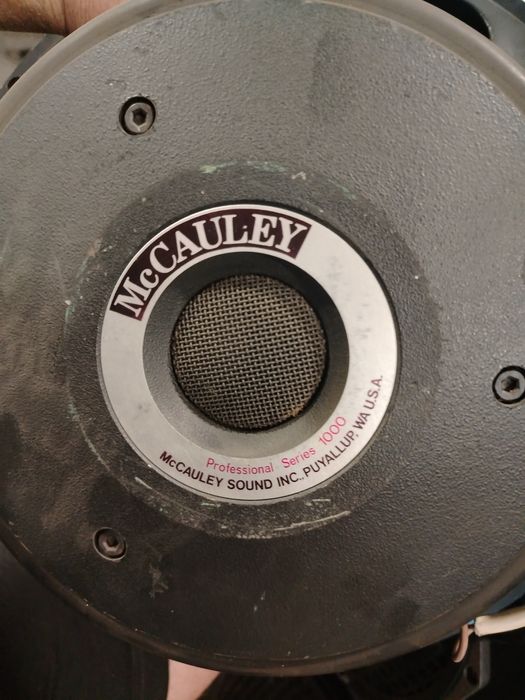 McCAULEY
Professional Series 1000
McCAULEY SOUND INC., PUYALLUP, WA U.S.A.